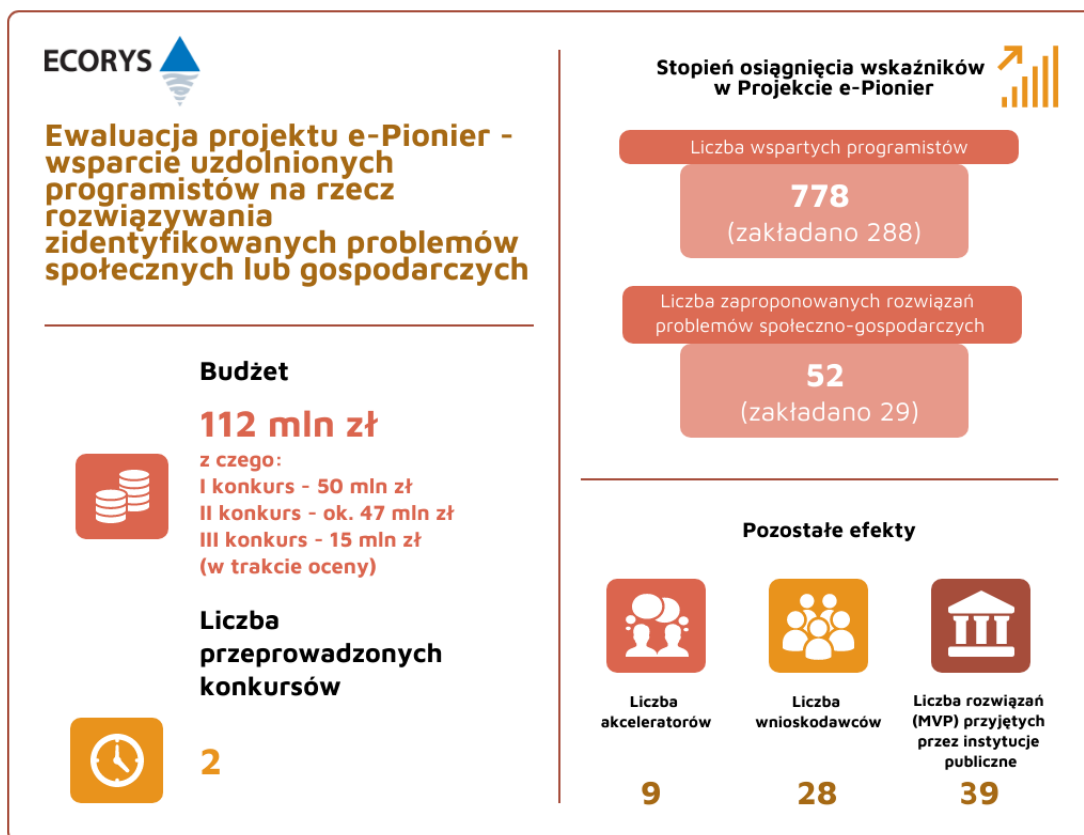 ECORYS
Ewaluacja projektu e-Pionier -
wsparcie uzdolnionych
programistów na rzecz
rozwiązywania
zidentyfikowanych problemów
społecznych lub gospodarczych
Budżet
112 mln zł
z czego:
I konkurs - 50 mln zł
II konkurs - ok. 47 mln zł
III konkurs - 15 mln zł
(w trakcie oceny)
Liczba
przeprowadzonych
konkursów
2
Stopień osiągnięcia wskaźników
w Projekcie e-Pionier
Liczba wspartych programistów
778
(zakładano 288)
Liczba zaproponowanych rozwiązań
problemów społeczno-gospodarczych
52
(zakładano 29)
Pozostałe efekty
Liczba
akceleratorów
9
Liczba
wnioskodawców
28
Liczba rozwiązań
(MVP) przyjętych
przez instytucje
publiczne
39